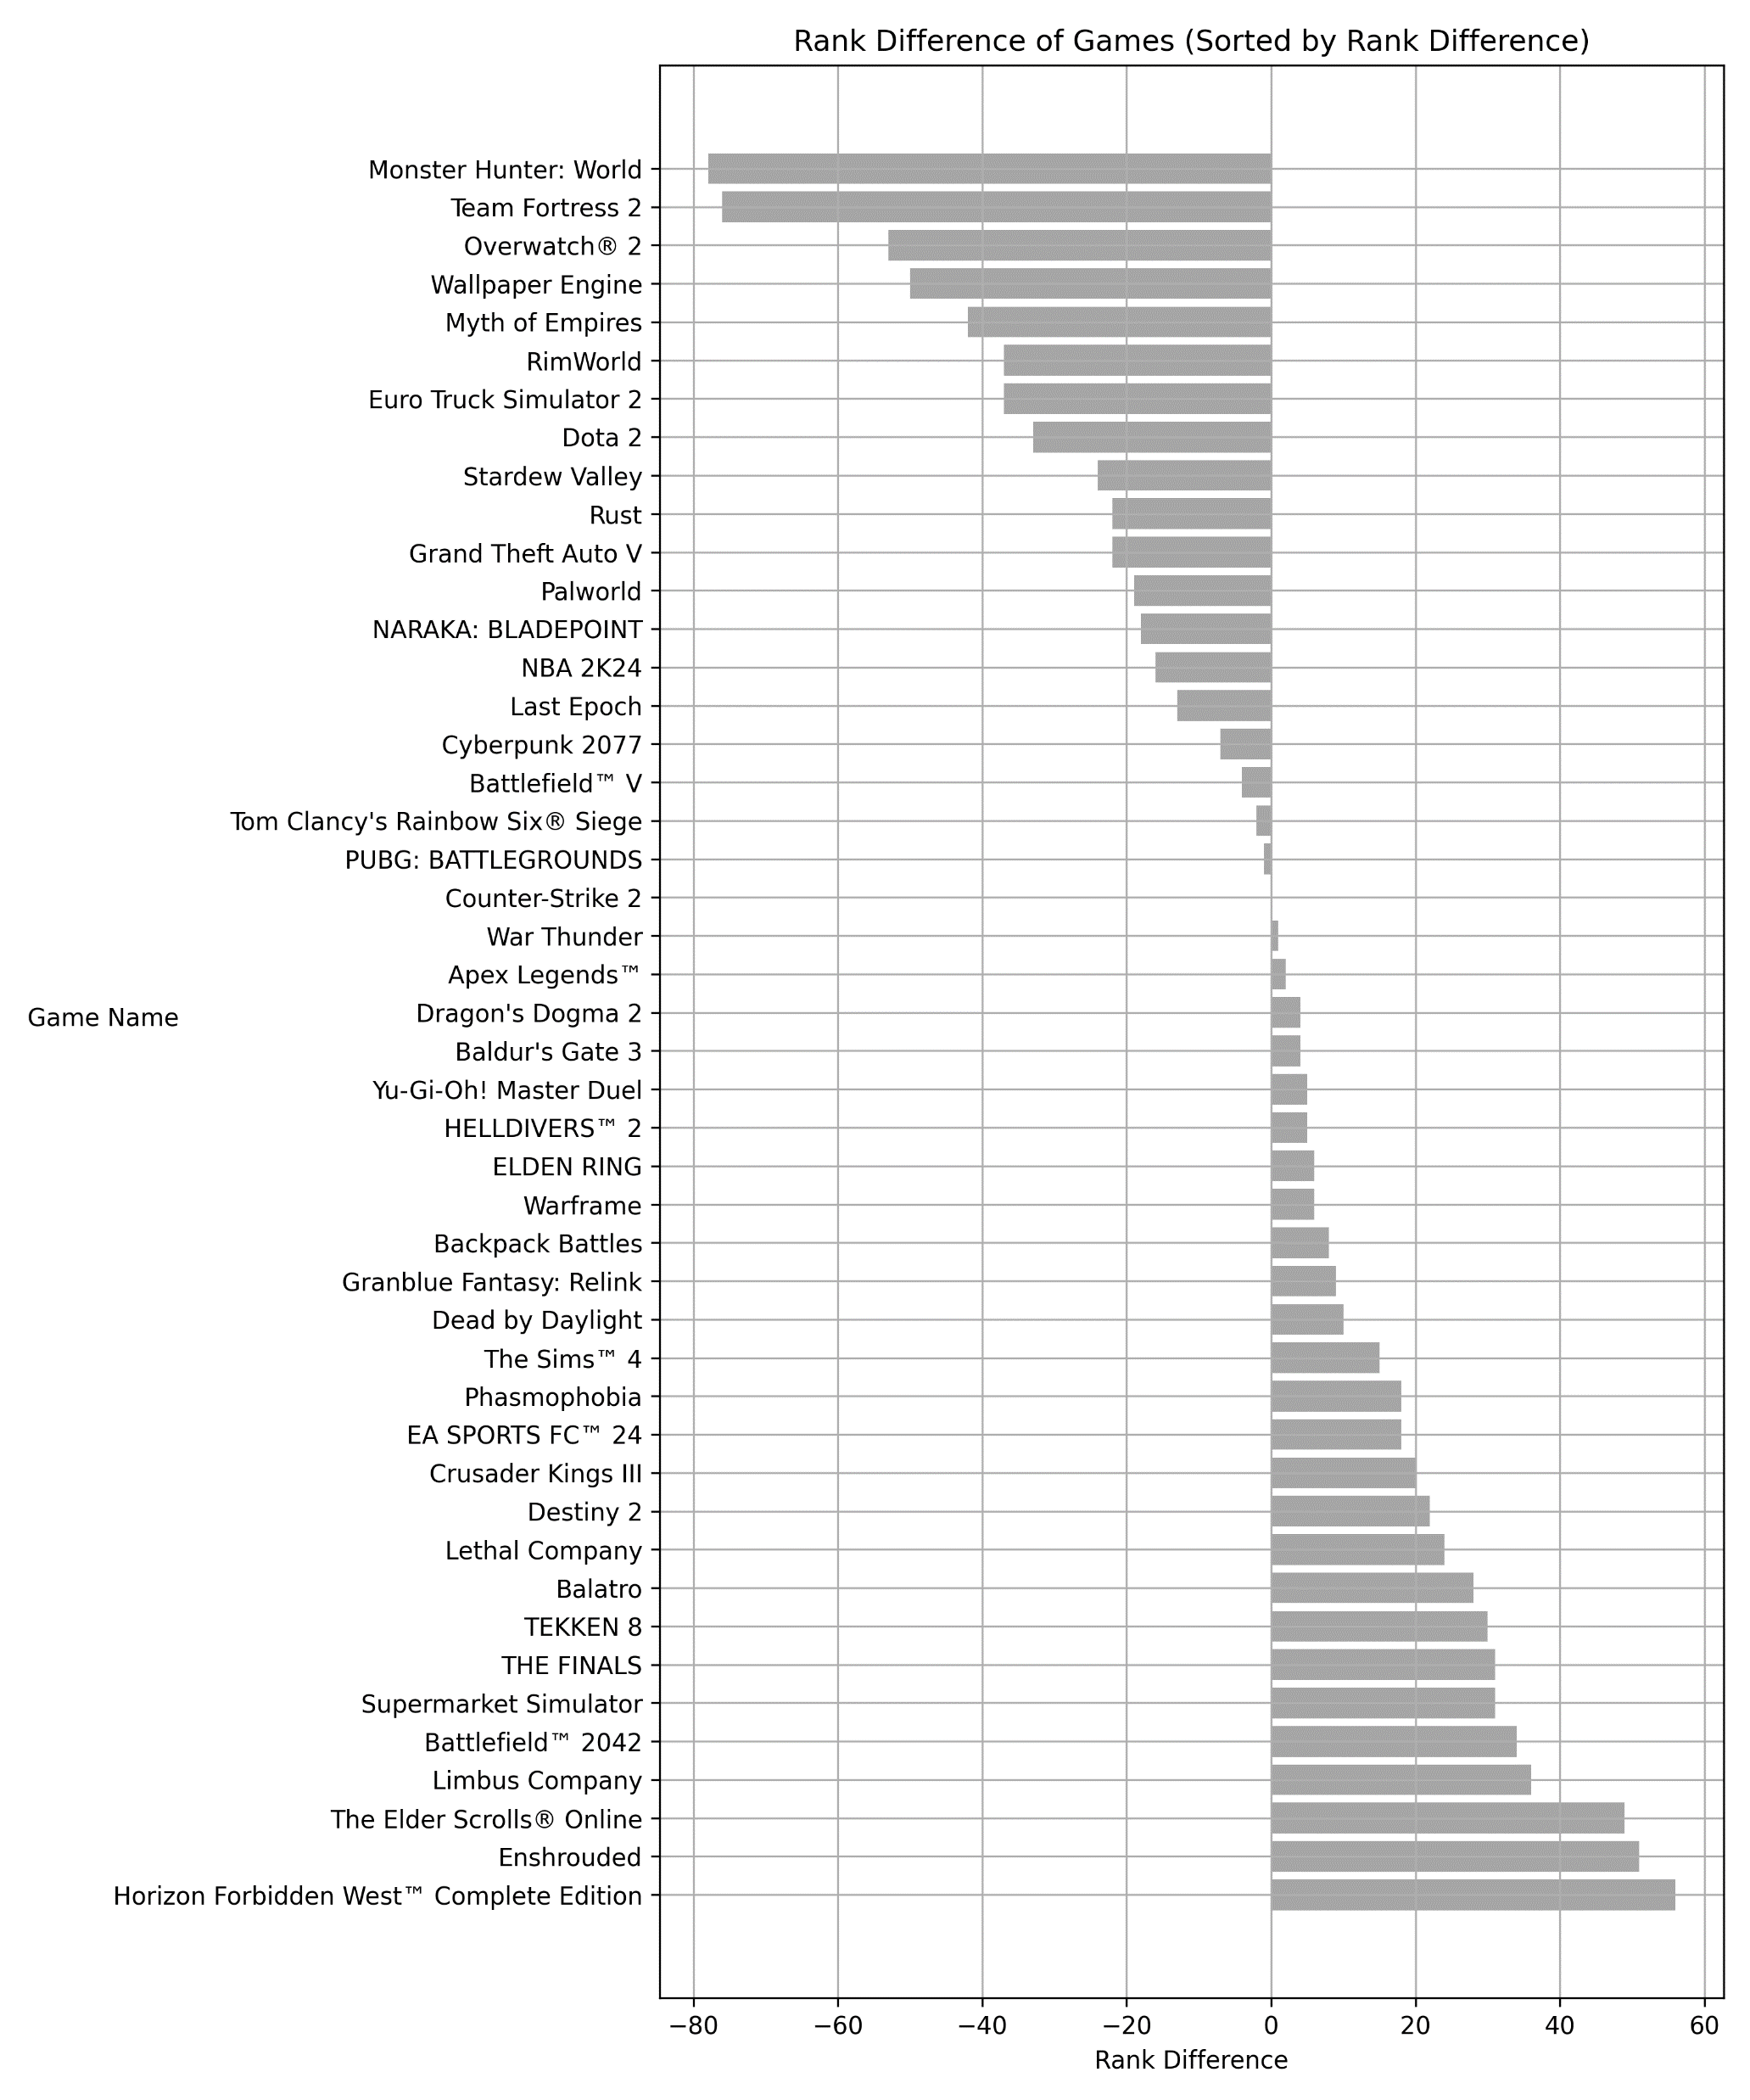 Rank Difference of Games (Sorted by Rank Difference)
Monster Hunter: World
Team Fortress 2
Overwatch® 2
Wallpaper Engine
Myth of Empires
RimWorld
Euro Truck Simulator 2
Dota 2
Stardew Valley
Rust
Grand Theft Auto V
Palworld
NARAKA: BLADEPOINT
NBA 2K24
Last Epoch
Cyberpunk 2077
Battlefield™ V
Tom Clancy's Rainbow Six® Siege
PUBG: BATTLEGROUNDS
Counter-Strike 2
War Thunder
Apex Legends™
Dragon's Dogma 2
Game Name
Baldur's Gate 3
Yu-Gi-Oh! Master Duel
HELLDIVERS™ 2
ELDEN RING
Warframe
Backpack Battles
Granblue Fantasy: Relink
Dead by Daylight
The Sims™ 4
Phasmophobia
EA SPORTS FC™ 24
Crusader Kings III
Destiny 2
Lethal Company
Balatro
TEKKEN 8
THE FINALS
Supermarket Simulator
Battlefield™ 2042
Limbus Company
The Elder Scrolls® Online
Enshrouded
Horizon Forbidden West™ Complete Edition
−80 −60 −40 −20 0 20 40 60
Rank Difference